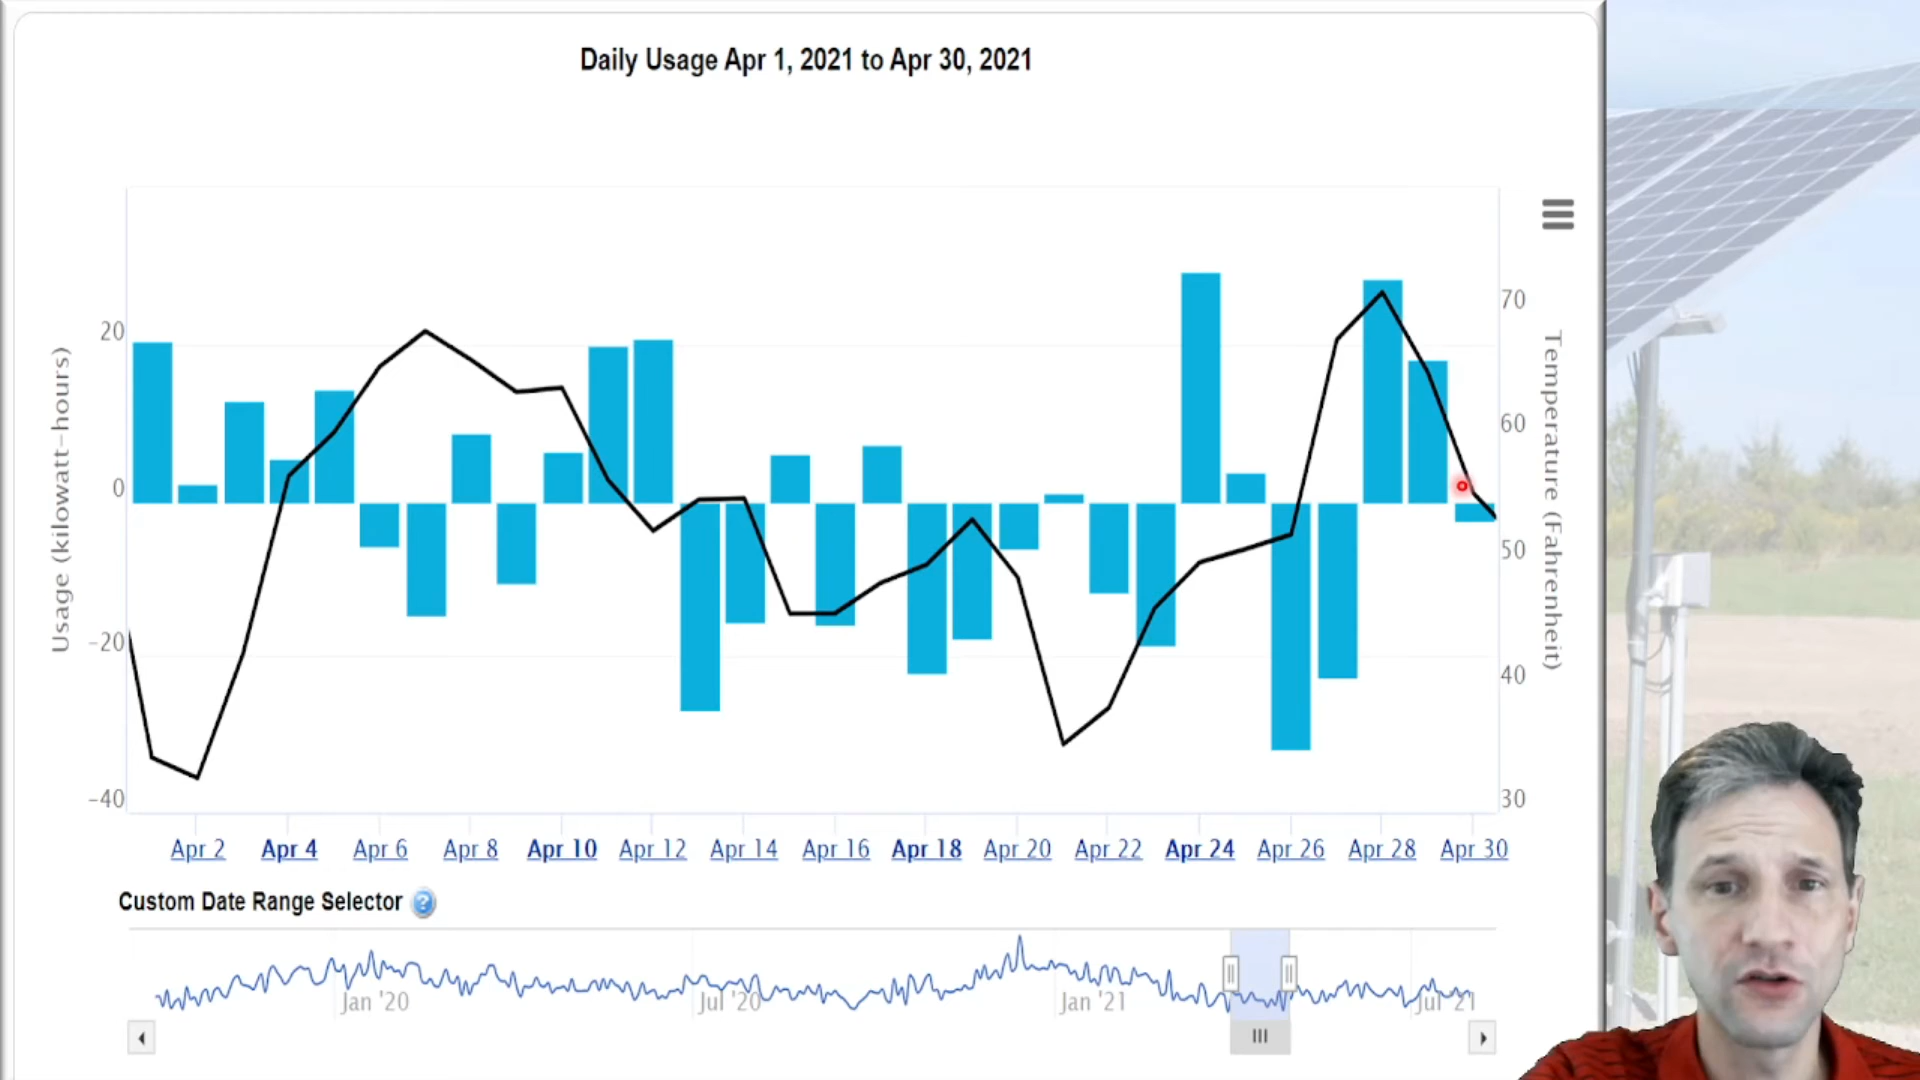 Daily Usage Apr 1, 2021 to Apr 30, 2021
Usage (kilowatt-hours)
20
0
-20
-40
70
60
50
40
30
Temperature (Fahrenheit)
Apr 2 Apr 4 Apr 6 Apr 8 Apr 10 Apr 12 Apr 14 Apr 16 Apr 18 Apr 20 Apr 22 Apr 24 Apr 26 Apr 28 Apr 30
Custom Date Range Selector ?
Jan '20 Jul '20 Jan '21 Jul '21